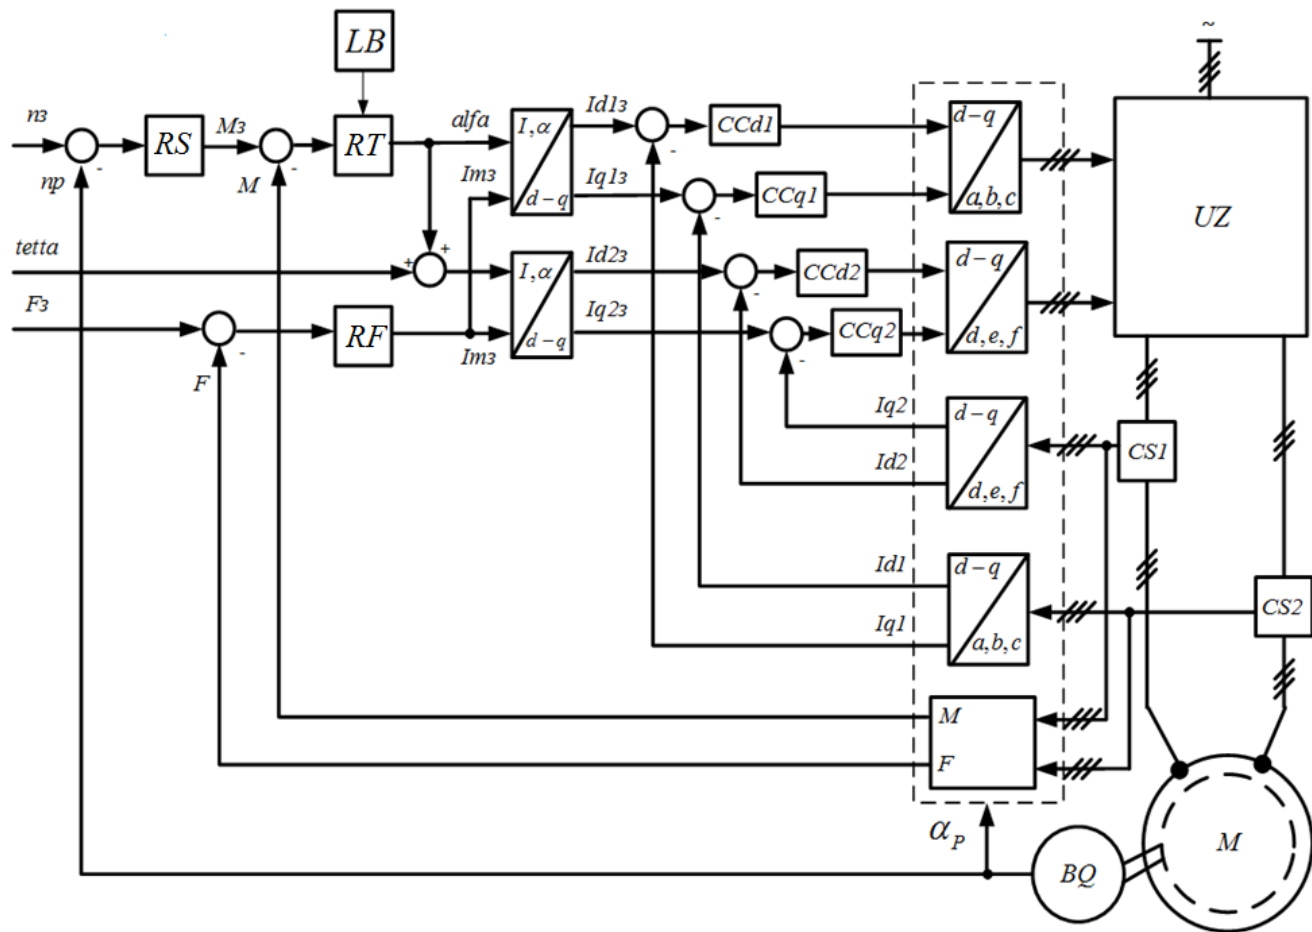 ~
LB
nз
RS
Mз
RT
alfa
I, α
d-q
Id1з
CCd1
d-q
a, b, c
UZ
np
-
M
-
Imз
Iq1з
-
CCq1
-
tetta
+
+
I, α
d-q
Id2з
CCd2
-
d-q
d, e, f
Fз
RF
Imз
Iq2з
CCq2
-
F
-
Iq2
d-q
d, e, f
CS1
Id2
Id1
d-q
a, b, c
CS2
Iq1
M
F
αP
BQ
M